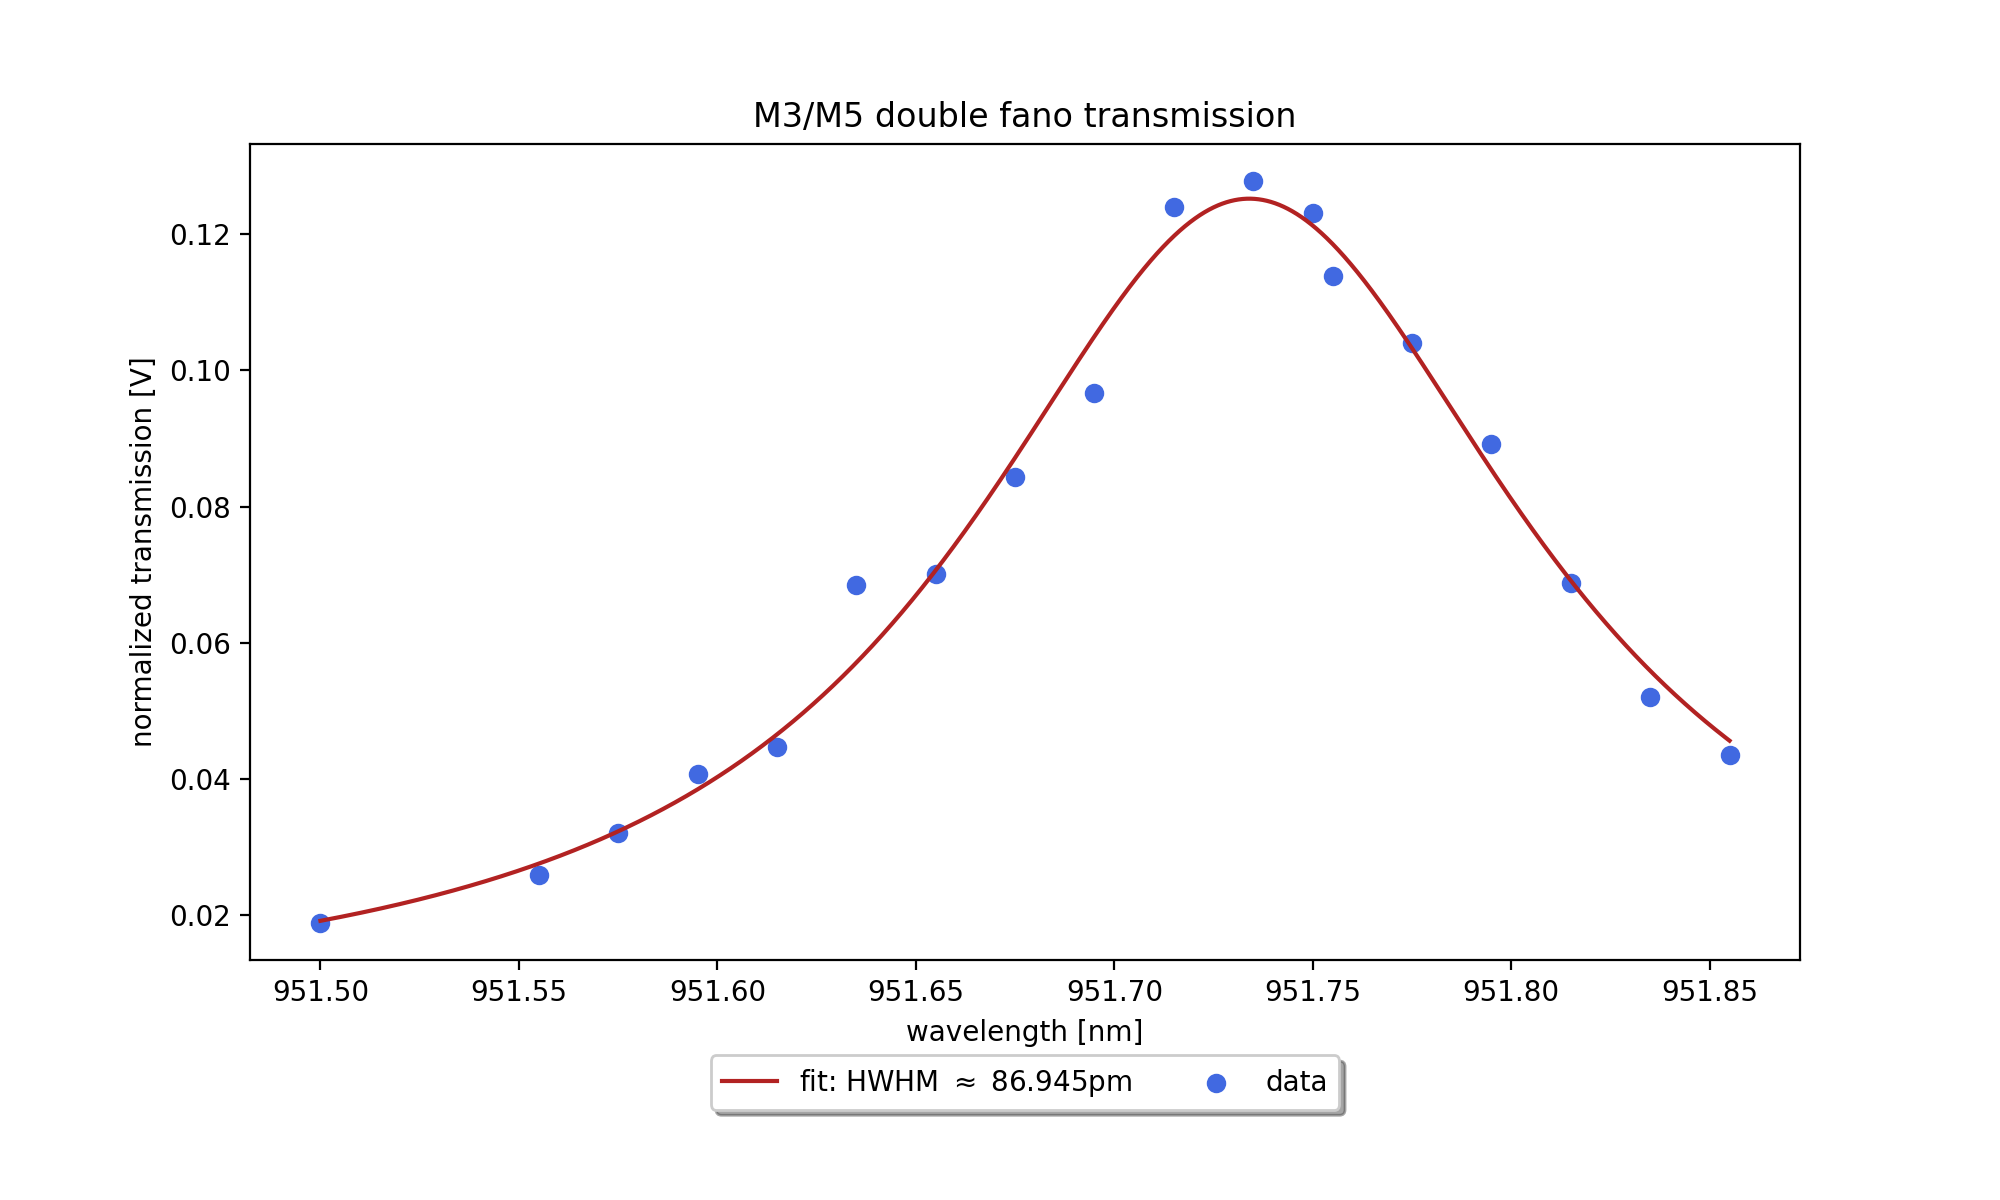 M3/M5 double fano transmission
normalized transmission [V]
0.12
0.10
0.08
0.06
0.04
0.02
951.50 951.55 951.60 951.65 951.70 951.75 951.80 951.85
wavelength [nm]
fit: HWHM ≈ 86.945pm data